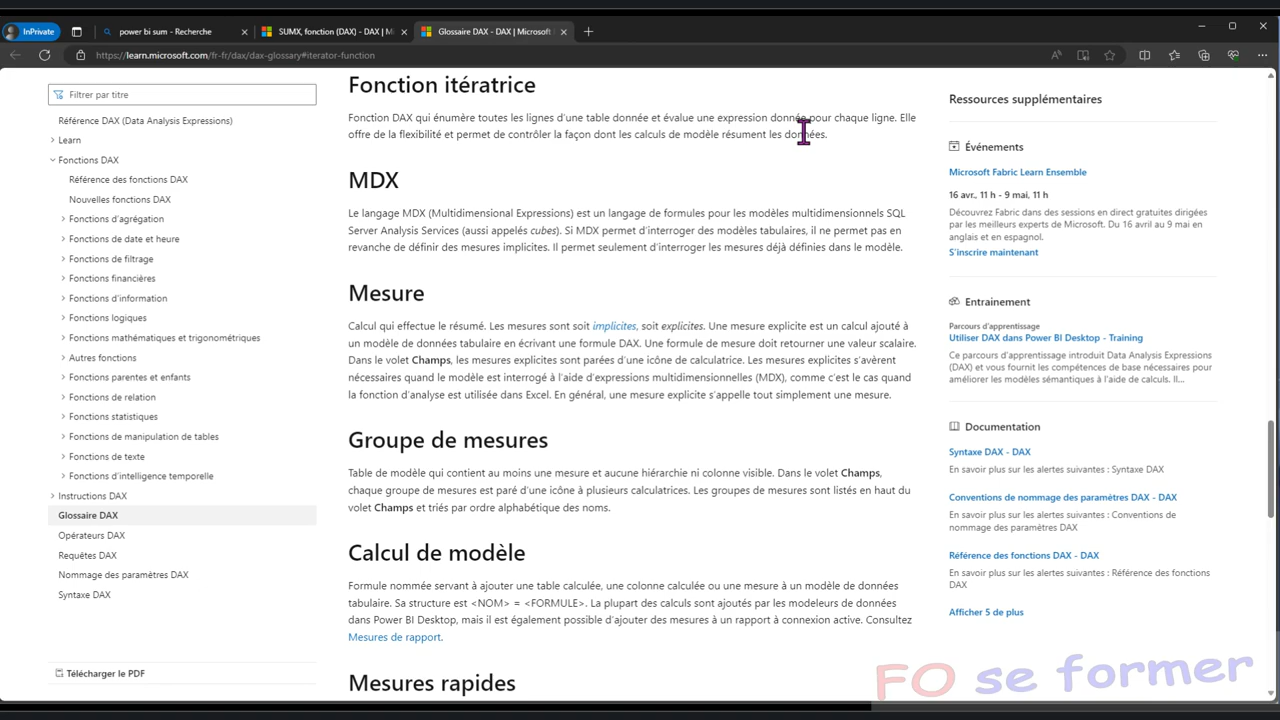 InPrivate
power bi sum - Recherche
SUMX, fonction (DAX) - DAX | M
Glossaire DAX - DAX | Microsoft
https://learn.microsoft.com/fr-fr/dax/dax-glossary#iterator-function
Filtrer par titre
Référence DAX (Data Analysis Expressions)
Learn
Fonctions DAX
Référence des fonctions DAX
Nouvelles fonctions DAX
Fonctions d'agrégation
Fonctions de date et heure
Fonctions de filtrage
Fonctions financières
Fonctions d'information
Fonctions logiques
Fonctions mathématiques et trigonométriques
Autres fonctions
Fonctions parentes et enfants
Fonctions de relation
Fonctions statistiques
Fonctions de manipulation de tables
Fonctions de texte
Fonctions d'intelligence temporelle
Instructions DAX
Glossaire DAX
Opérateurs DAX
Requêtes DAX
Nommage des paramètres DAX
Syntaxe DAX
Télécharger le PDF
Fonction itératrice
Fonction DAX qui énumère toutes les lignes d'une table donnée et évalue une expression donnée pour chaque ligne. Elle
offre de la flexibilité et permet de contrôler la façon dont les calculs de modèle résument les données.
MDX
Le langage MDX (Multidimensional Expressions) est un langage de formules pour les modèles multidimensionnels SQL
Server Analysis Services (aussi appelés cubes). Si MDX permet d'interroger des modèles tabulaires, il ne permet pas en
revanche de définir des mesures implicites. Il permet seulement d'interroger les mesures déjà définies dans le modèle.
Mesure
Calcul qui effectue le résumé. Les mesures sont soit implicites, soit explicites. Une mesure explicite est un calcul ajouté à
un modèle de données tabulaire en écrivant une formule DAX. Une formule de mesure doit retourner une valeur scalaire.
Dans le volet Champs, les mesures explicites sont parées d'une icône de calculatrice. Les mesures explicites s'avèrent
nécessaires quand le modèle est interrogé à l'aide d'expressions multidimensionnelles (MDX), comme c'est le cas quand
la fonction d'analyse est utilisée dans Excel. En général, une mesure explicite s'appelle tout simplement une mesure.
Groupe de mesures
Table de modèle qui contient au moins une mesure et aucune hiérarchie ni colonne visible. Dans le volet Champs,
chaque groupe de mesures est paré d'une icône à plusieurs calculatrices. Les groupes de mesures sont listés en haut du
volet Champs et triés par ordre alphabétique des noms.
Calcul de modèle
Formule nommée servant à ajouter une table calculée, une colonne calculée ou une mesure à un modèle de données
tabulaire. Sa structure est <NOM> = <FORMULE>. La plupart des calculs sont ajoutés par les modeleurs de données
dans Power BI Desktop, mais il est également possible d'ajouter des mesures à un rapport à connexion active. Consultez
Mesures de rapport.
Mesures rapides
Ressources supplémentaires
Événements
Microsoft Fabric Learn Ensemble
16 avr., 11 h - 9 mai, 11 h
Découvrez Fabric dans des sessions en direct gratuites dirigées
par les meilleurs experts de Microsoft. Du 16 avril au 9 mai en
anglais et en espagnol.
S'inscrire maintenant
Entrainement
Parcours d'apprentissage
Utiliser DAX dans Power BI Desktop - Training
Ce parcours d'apprentissage introduit Data Analysis Expressions
(DAX) et vous fournit les compétences de base nécessaires pour
améliorer les modèles sémantiques à l'aide de calculs. Il...
Documentation
Syntaxe DAX - DAX
En savoir plus sur les alertes suivantes : Syntaxe DAX
Conventions de nommage des paramètres DAX - DAX
En savoir plus sur les alertes suivantes : Conventions de
nommage des paramètres DAX
Référence des fonctions DAX - DAX
En savoir plus sur les alertes suivantes : Référence des fonctions
DAX
Afficher 5 de plus
FO se former